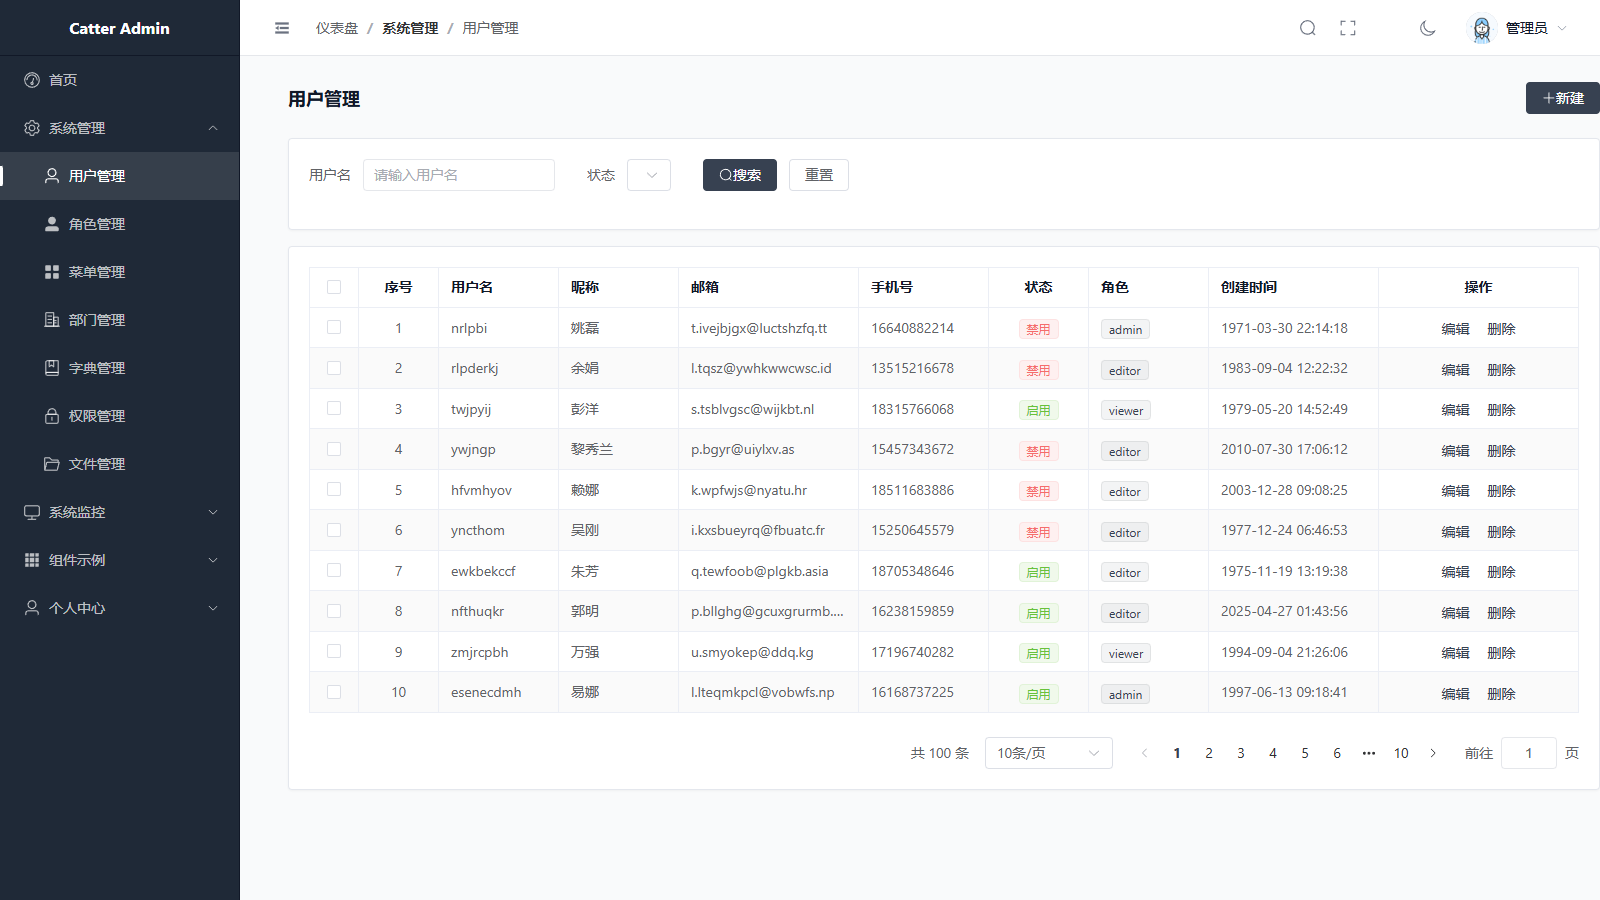 Catter Admin
仪表盘 / 系统管理 / 用户管理
管理员
首页
系统管理
用户管理
角色管理
菜单管理
部门管理
字典管理
权限管理
文件管理
系统监控
组件示例
个人中心
用户管理
新建
用户名 请输入用户名 状态 搜索 重置
序号 用户名 昵称 邮箱 手机号 状态 角色 创建时间 操作
1 nrlpbi 姚磊 t.ivejbjgx@luctshzfq.tt 16640882214 禁用 admin 1971-03-30 22:14:18 编辑 删除
2 rlpderkj 余娟 l.tqsz@ywhkwwcwsc.id 13515216678 禁用 editor 1983-09-04 12:22:32 编辑 删除
3 twjpyij 彭洋 s.tsblvgsc@wijkbt.nl 18315766068 启用 viewer 1979-05-20 14:52:49 编辑 删除
4 ywjngp 黎秀兰 p.bgyr@uiylxv.as 15457343672 禁用 editor 2010-07-30 17:06:12 编辑 删除
5 hfvmhyov 赖娜 k.wpfwjs@nyatu.hr 18511683886 禁用 editor 2003-12-28 09:08:25 编辑 删除
6 yncthom 吴刚 i.kxsbueyrq@fbuatc.fr 15250645579 禁用 editor 1977-12-24 06:46:53 编辑 删除
7 ewkbekccf 朱芳 q.tewfoob@plgkb.asia 18705348646 启用 editor 1975-11-19 13:19:38 编辑 删除
8 nfthuqkr 郭明 p.bllghg@gcuxgrurmb.... 16238159859 启用 editor 2025-04-27 01:43:56 编辑 删除
9 zmjrcpbh 万强 u.smyokep@ddq.kg 17196740282 启用 viewer 1994-09-04 21:26:06 编辑 删除
10 esenecdmh 易娜 l.lteqmkpcl@vobwfs.np 16168737225 启用 admin 1997-06-13 09:18:41 编辑 删除
共 100 条 10条/页 1 2 3 4 5 6 ••• 10 前往 1 页